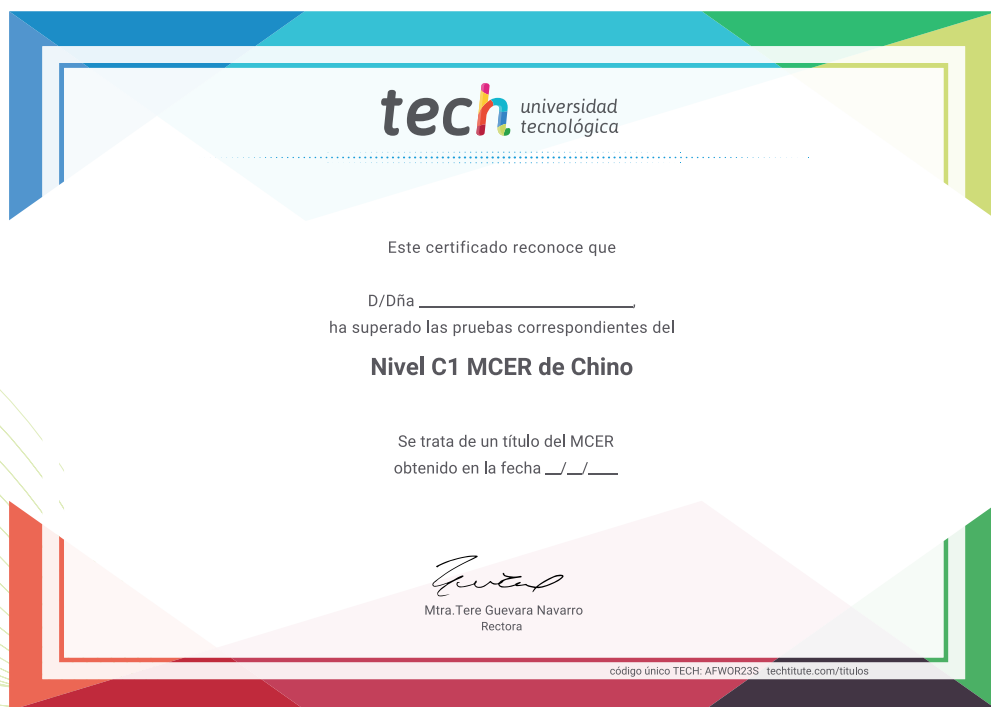 tech universidad
tecnológica
Este certificado reconoce que
D/Dña ____________________,
ha superado las pruebas correspondientes del
Nivel C1 MCER de Chino
Se trata de un título del MCER
obtenido en la fecha __/__/____
Mtra.Tere Guevara Navarro
Rectora
código único TECH: AFWOR23S techtitute.com/titulos